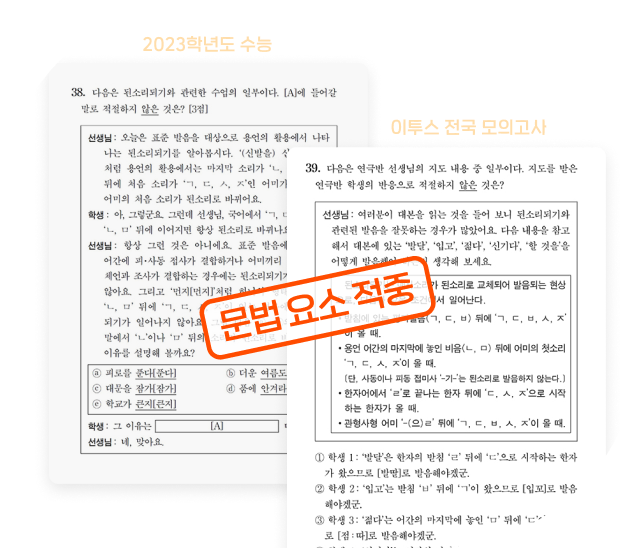 2023학년도 수능
38. 다음은 된소리되기와 관련한 수업의 일부이다. [A]에 들어갈
말로 적절하지 않은 것은? [3점]
선생님: 오늘은 표준 발음을 대상으로 용언의 활용에서 나타
나는 된소리되기를 알아봅시다. '(신발을)
처럼 용언의 활용에서는 마지막 소리가 'ㄴ,
뒤에 처음 소리가 'ㄱ, ㄷ, ㅅ, ㅈ'인 어미가
어미의 처음 소리가 된소리로 바뀌어요.
학생: 아, 그렇군요. 그런데 선생님, 국어에서 'ㄱ,
'ㄴ, ㅁ' 뒤에 이어지면 항상 된소리로 바뀌나요
선생님: 항상 그런 것은 아니에요. 표준 발음에
어간에 피·사동 접사가 결합하거나 어미끼리
체언과 조사가 결합하는 경우에는 된소리되기가
않아요. 그리고 '먼지[먼지]'처럼
'ㄴ, ㅁ' 뒤에 'ㄱ, ㄷ,
되기가 일어나지 않아요.
말에서 'ㄴ'이나 'ㅁ' 뒤의
이유를 설명해 볼까요?
ⓐ 피로를 푼다[푼다]
ⓑ 더운 여름도
ⓒ 대문을 잠가[잠가]
ⓓ 품에 안겨라
ⓔ 학교가 큰지[큰지]
학생: 그 이유는 [A]
선생님: 네, 맞아요.
이투스 전국 모의고사
39. 다음은 연극반 선생님의 지도 내용 중 일부이다. 지도를 받은
연극반 학생의 반응으로 적절하지 않은 것은?
선생님: 여러분이 대본을 읽는 것을 들어 보니 된소리되기와
관련된 발음을 잘못하는 경우가 많았어요. 다음 내용을 참고
해서 대본에 있는 '발달', '입고', '젊다', '신기다', '할 것을'을
어떻게 발음해야 생각해 보세요.
된소리로 교체되어 발음되는 현상
에서 일어난다.
(ㄱ, ㄷ, ㅂ) 뒤에 'ㄱ, ㄷ, ㅂ, ㅅ, ㅈ'
이 올 때.
• 용언 어간의 마지막에 놓인 비음(ㄴ, ㅁ) 뒤에 어미의 첫소리
'ㄱ, ㄷ, ㅅ, ㅈ'이 올 때.
(단, 사동이나 피동 접미사 '-기-'는 된소리로 발음하지 않는다.)
• 한자어에서 'ㄹ'로 끝나는 한자 뒤에 'ㄷ, ㅅ, ㅈ'으로 시작
하는 한자가 올 때.
• 관형사형 어미 '-(으)ㄹ' 뒤에 'ㄱ, ㄷ, ㅂ, ㅅ, ㅈ'이 올 때.
① 학생 1: '발달'은 한자의 받침 'ㄹ' 뒤에 'ㄷ'으로 시작하는 한자
가 왔으므로 [발딸]로 발음해야겠군.
② 학생 2: '입고'는 받침 'ㅂ' 뒤에 'ㄱ'이 왔으므로 [입꼬]로 발음
해야겠군.
③ 학생 3: '젊다'는 어간의 마지막에 놓인 'ㅁ' 뒤에 'ㄷ'
로 [점:따]로 발음해야겠군.
문법 요소 적중